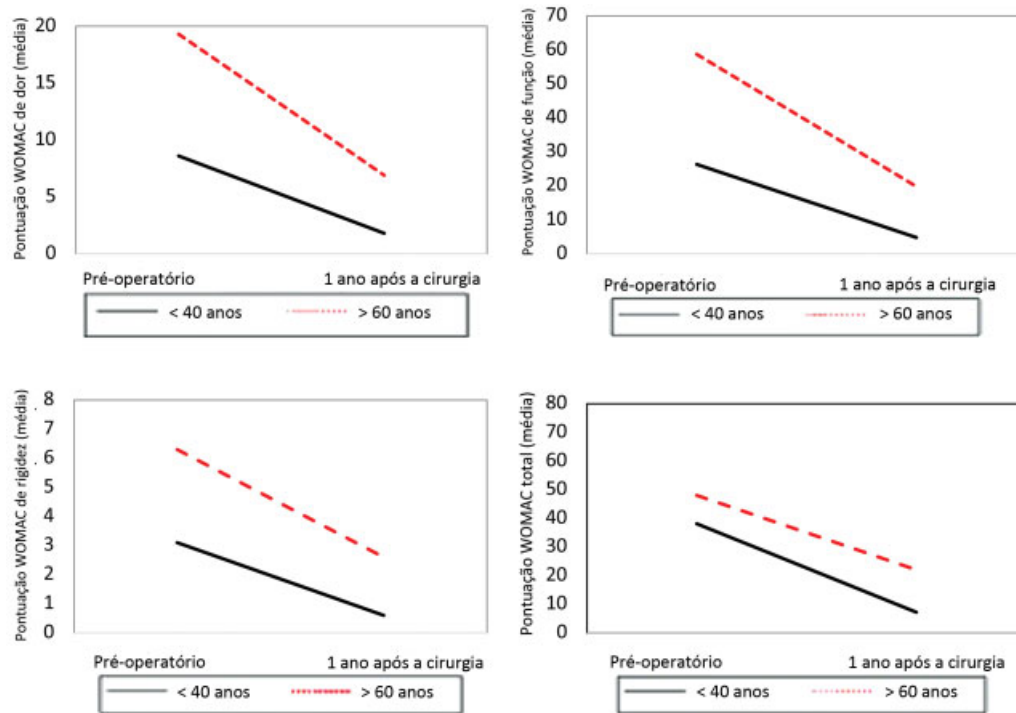 Pontuação WOMAC de dor (média)
20
15
10
5
0
Pré-operatório 1 ano após a cirurgia
< 40 anos > 60 anos
Pontuação WOMAC de função (média)
70
60
50
40
30
20
10
0
Pré-operatório 1 ano após a cirurgia
< 40 anos > 60 anos
Pontuação WOMAC de rigidez (média)
8
7
6
5
4
3
2
1
0
Pré-operatório 1 ano após a cirurgia
< 40 anos > 60 anos
Pontuação WOMAC total (média)
80
70
60
50
40
30
20
10
0
Pré-operatório 1 ano após a cirurgia
< 40 anos > 60 anos